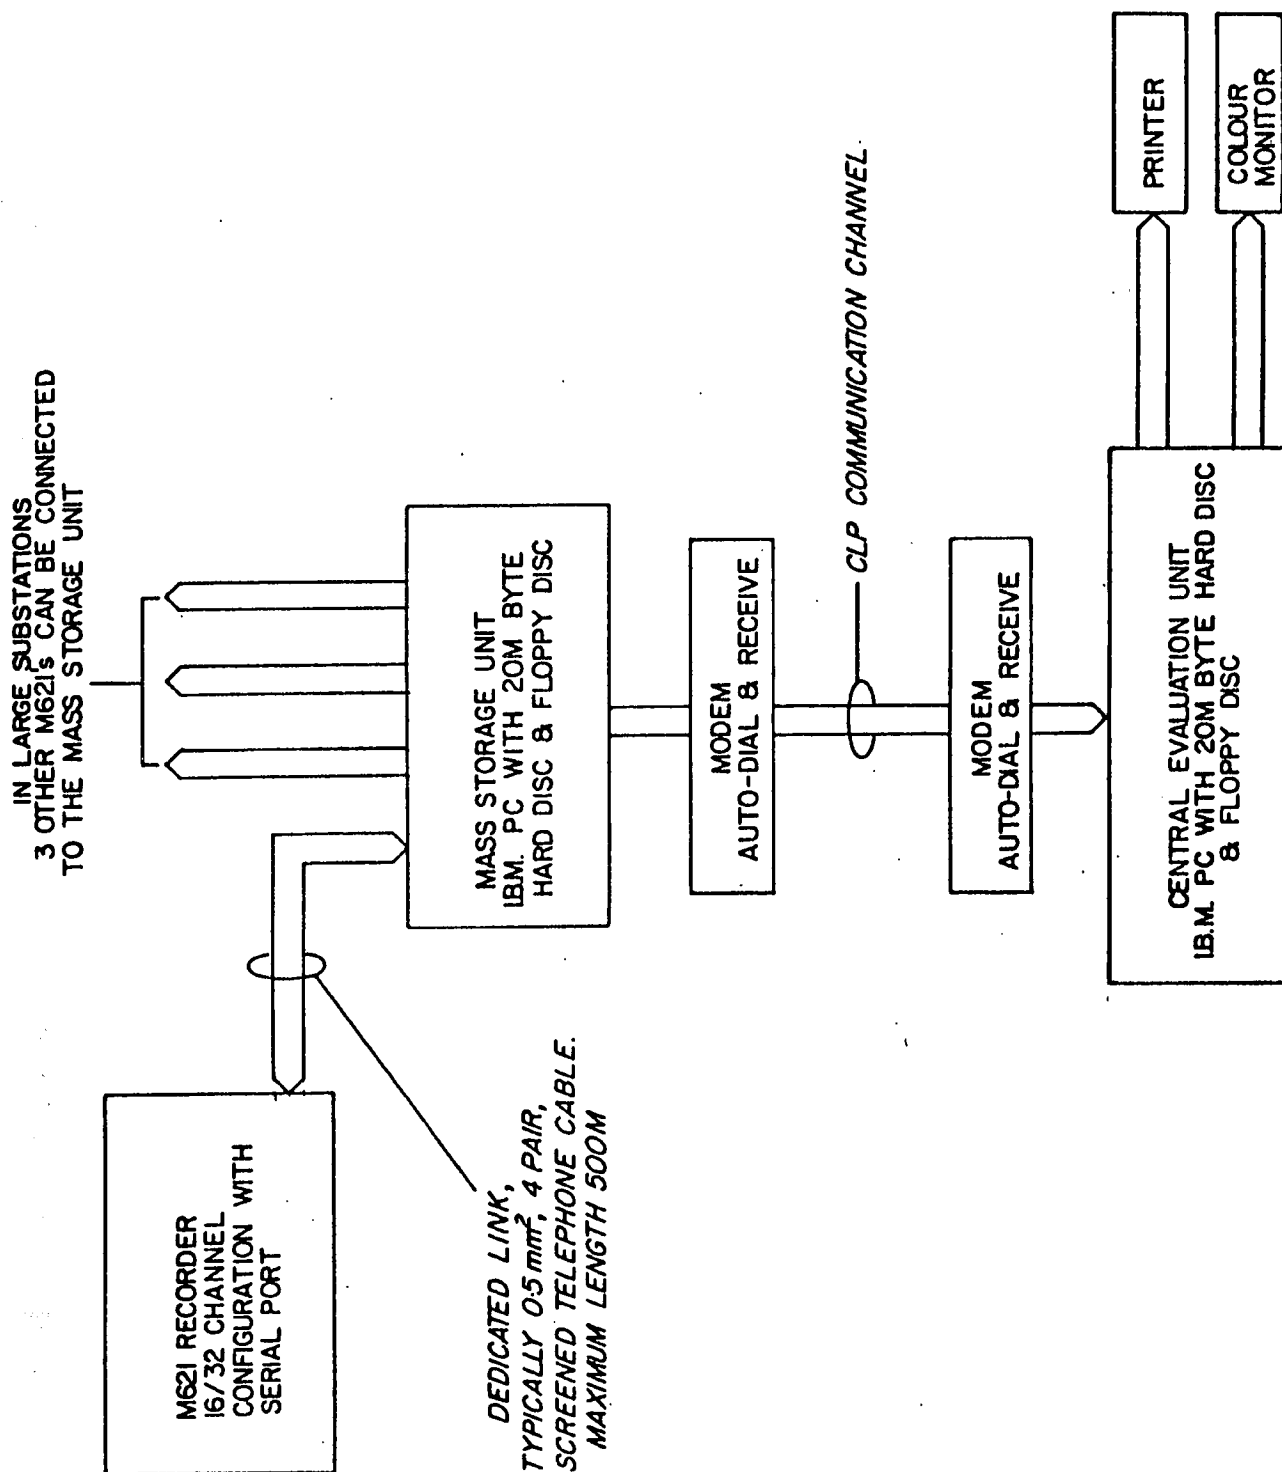 M621 RECORDER
16/32 CHANNEL
CONFIGURATION WITH
SERIAL PORT
IN LARGE SUBSTATIONS
3 OTHER M621's CAN BE CONNECTED
TO THE MASS STORAGE UNIT
DEDICATED LINK,
TYPICALLY 0.5mm², 4 PAIR,
SCREENED TELEPHONE CABLE.
MAXIMUM LENGTH 500M
MASS STORAGE UNIT
I.B.M. PC WITH 20M BYTE
HARD DISC & FLOPPY DISC
MODEM
AUTO-DIAL & RECEIVE
CLP COMMUNICATION CHANNEL
MODEM
AUTO-DIAL & RECEIVE
CENTRAL EVALUATION UNIT
I.B.M. PC WITH 20M BYTE HARD DISC
& FLOPPY DISC
PRINTER
COLOUR
MONITOR